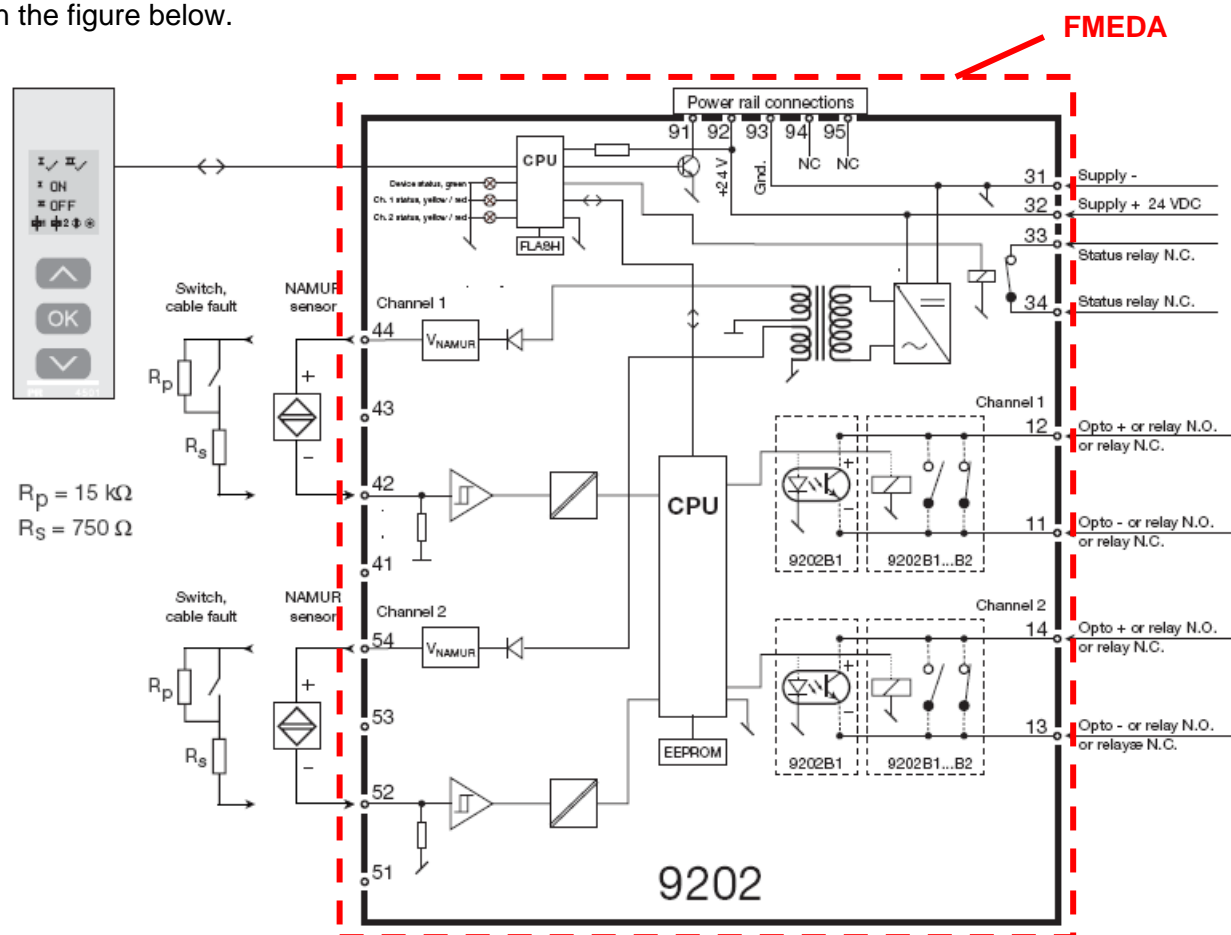 n the figure below.
FMEDA
Power rail connections
91 92 93 94 95
+24 V
Gnd.
NC
NC
I II
I ON
II OFF
OK
PR 4501
CPU
Device status, green
Ch. 1 status, yellow / red
Ch. 2 status, yellow / red
FLASH
31 Supply -
32 Supply + 24 VDC
33
Status relay N.C.
34 Status relay N.C.
Switch,
cable fault
NAMUR
sensor
Channel 1
44
VNAMUR
Rp
+
43
Rs
−
42
41
Rp = 15 kΩ
RS = 750 Ω
CPU
EEPROM
Channel 1
12 Opto + or relay N.O.
or relay N.C.
+
−
11 Opto - or relay N.O.
or relay N.C.
9202B1
9202B1...B2
Switch,
cable fault
NAMUR
sensor
Channel 2
54
VNAMUR
Rp
+
53
Rs
−
52
51
Channel 2
14 Opto + or relay N.O.
or relay N.C.
+
−
13 Opto - or relay N.O.
or relayæ N.C.
9202B1
9202B1...B2
9202